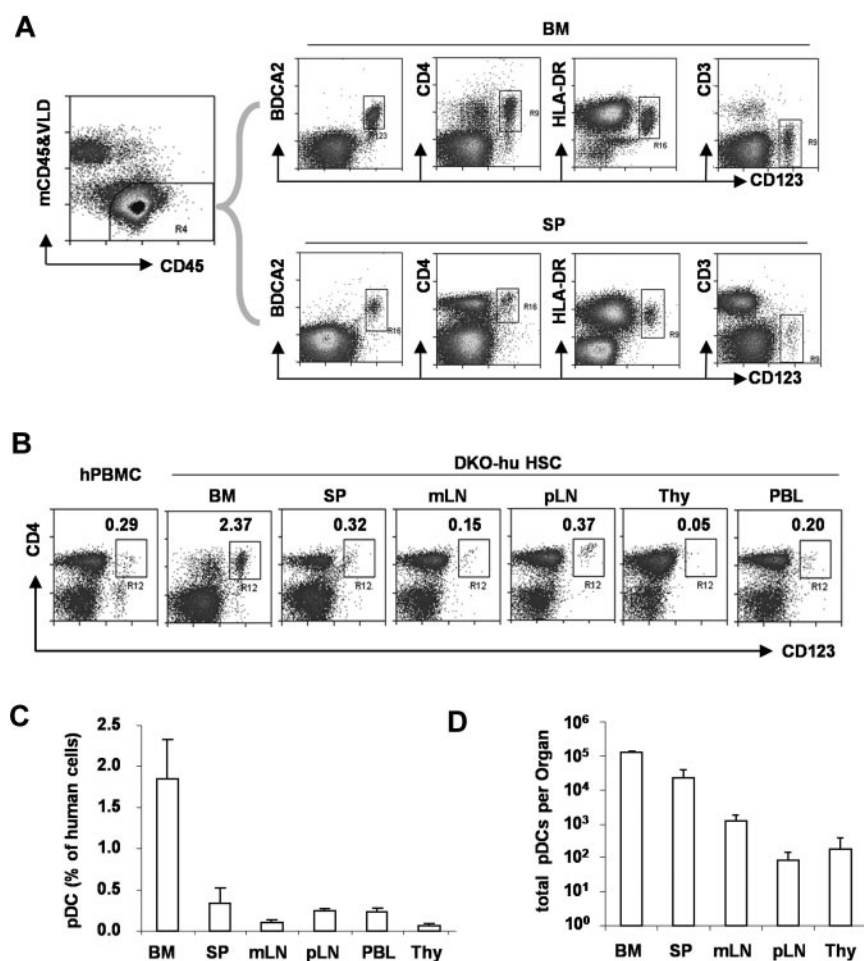 A
BM
mCD45&VLD
CD45
R4
BDCA2
R23
CD4
R9
HLA-DR
R16
CD3
R9
CD123
SP
BDCA2
R16
CD4
R16
HLA-DR
R9
CD3
R9
CD123
B
hPBMC
DKO-hu HSC
BM SP mLN pLN Thy PBL
CD4
0.29 2.37 0.32 0.15 0.37 0.05 0.20
R12 R12 R12 R12 R12 R12 R12
CD123
C
pDC (% of human cells)
2.5
2.0
1.5
1.0
0.5
0.0
BM SP mLN pLN PBL Thy
D
total pDCs per Organ
10⁶
10⁵
10⁴
10³
10²
10¹
10⁰
BM SP mLN pLN Thy